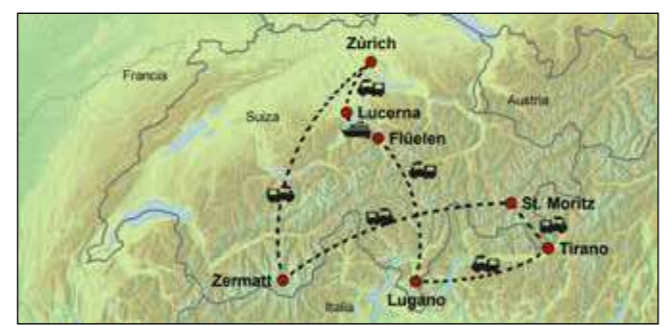 Zürich
Francia
Austria
Suiza
Lucerna
Flüelen
St. Moritz
Tirano
Zermatt
Lugano
Italia